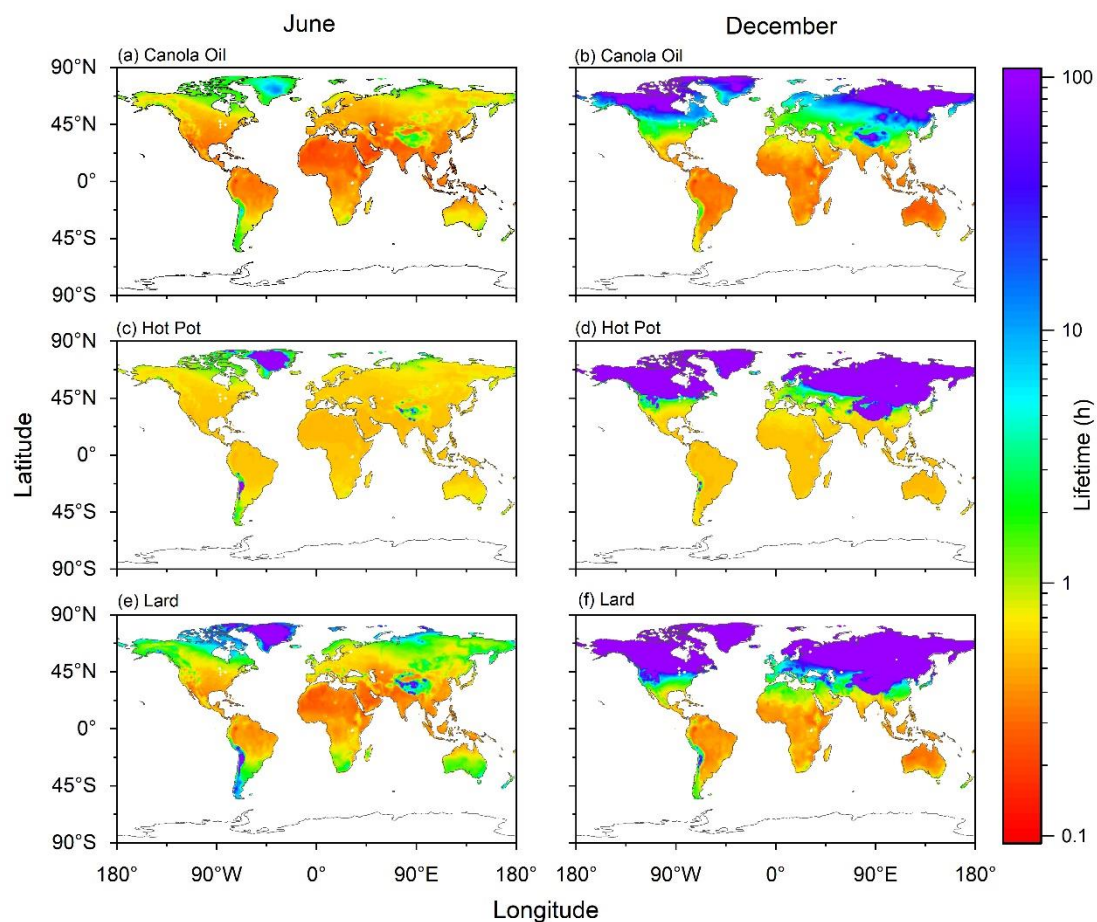 June
December
(a) Canola Oil
(b) Canola Oil
90°N
45°N
0°
45°S
90°S
(c) Hot Pot
(d) Hot Pot
90°N
45°N
0°
45°S
90°S
(e) Lard
(f) Lard
90°N
45°N
0°
45°S
90°S
180°
90°W
0°
90°E
180°
180°
90°W
0°
90°E
180°
Latitude
Longitude
100
10
1
0.1
Lifetime (h)